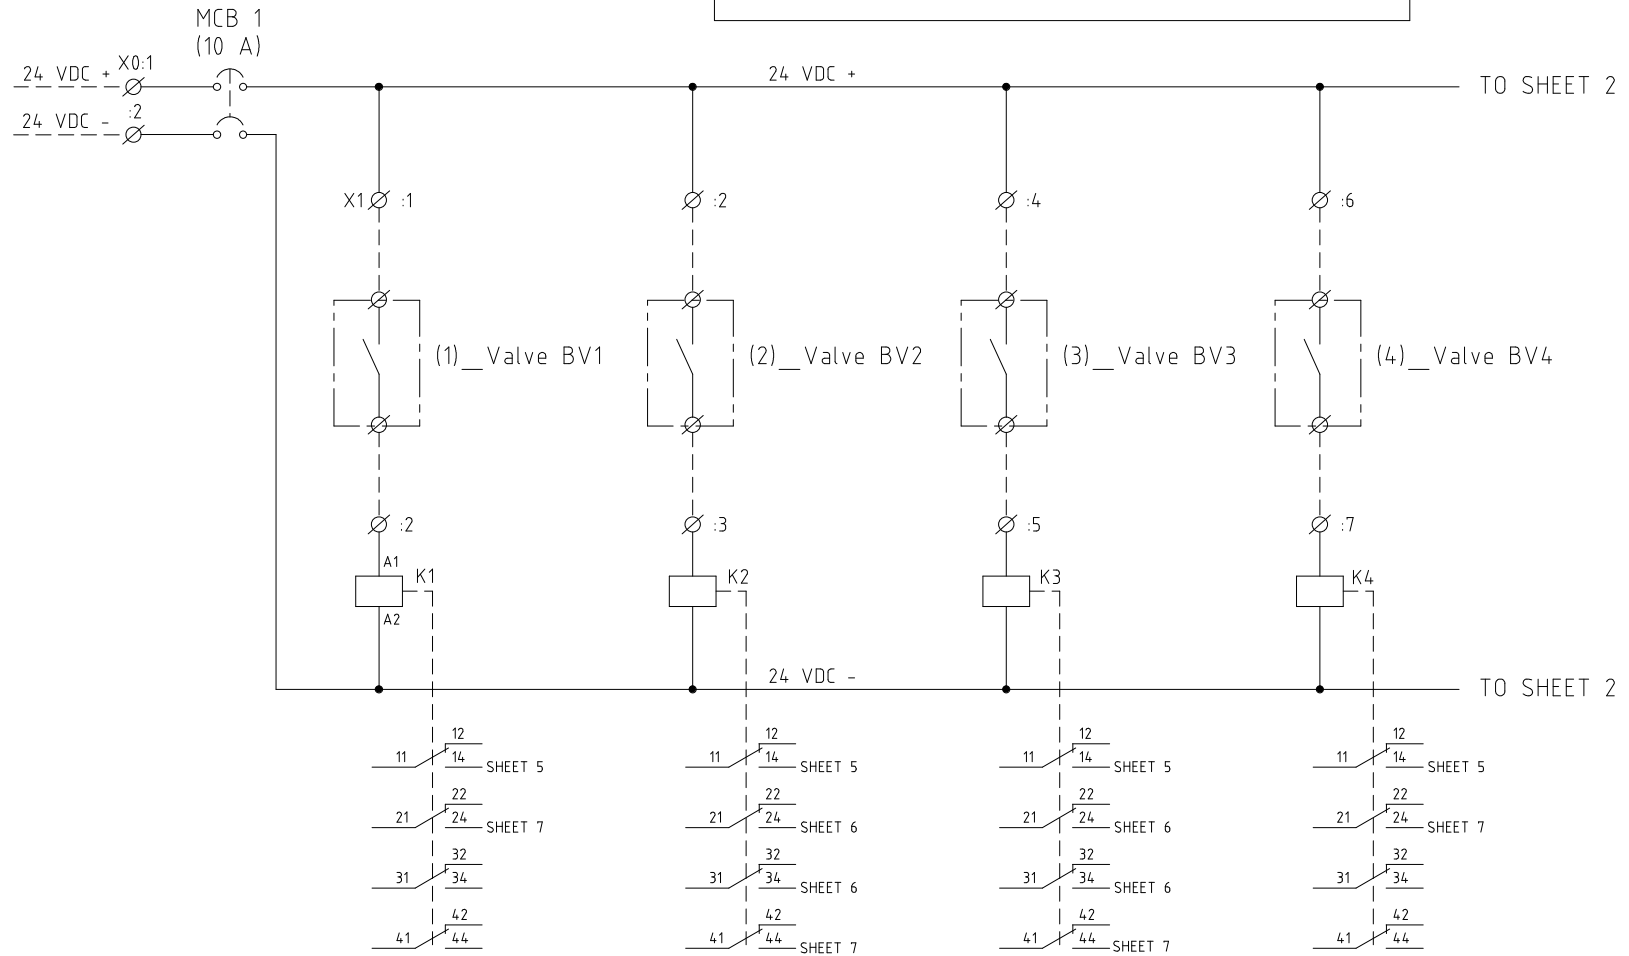 MCB 1
(10 A)
24 VDC + X0:1
24 VDC +
TO SHEET 2
24 VDC - :2
X1 :1
:2
:4
:6
(1)__Valve BV1
(2)__Valve BV2
(3)__Valve BV3
(4)__Valve BV4
:2
:3
:5
:7
A1
K1
K2
K3
K4
A2
24 VDC -
TO SHEET 2
12
12
12
12
11 14 SHEET 5
11 14 SHEET 5
11 14 SHEET 5
11 14 SHEET 5
22
22
22
22
21 24 SHEET 7
21 24 SHEET 6
21 24 SHEET 6
21 24 SHEET 7
32
32
32
32
31 34
31 34 SHEET 6
31 34 SHEET 6
31 34
42
42
42
42
41 44
41 44 SHEET 7
41 44 SHEET 7
41 44